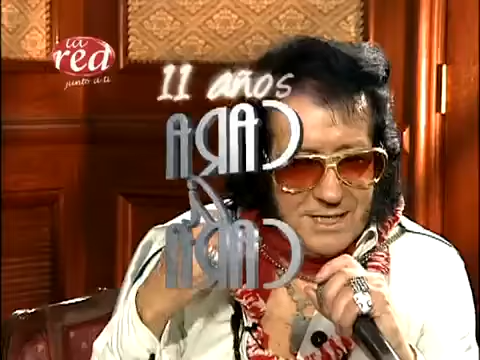 La
red
junto a ti
11 años
CARA
A
CARA